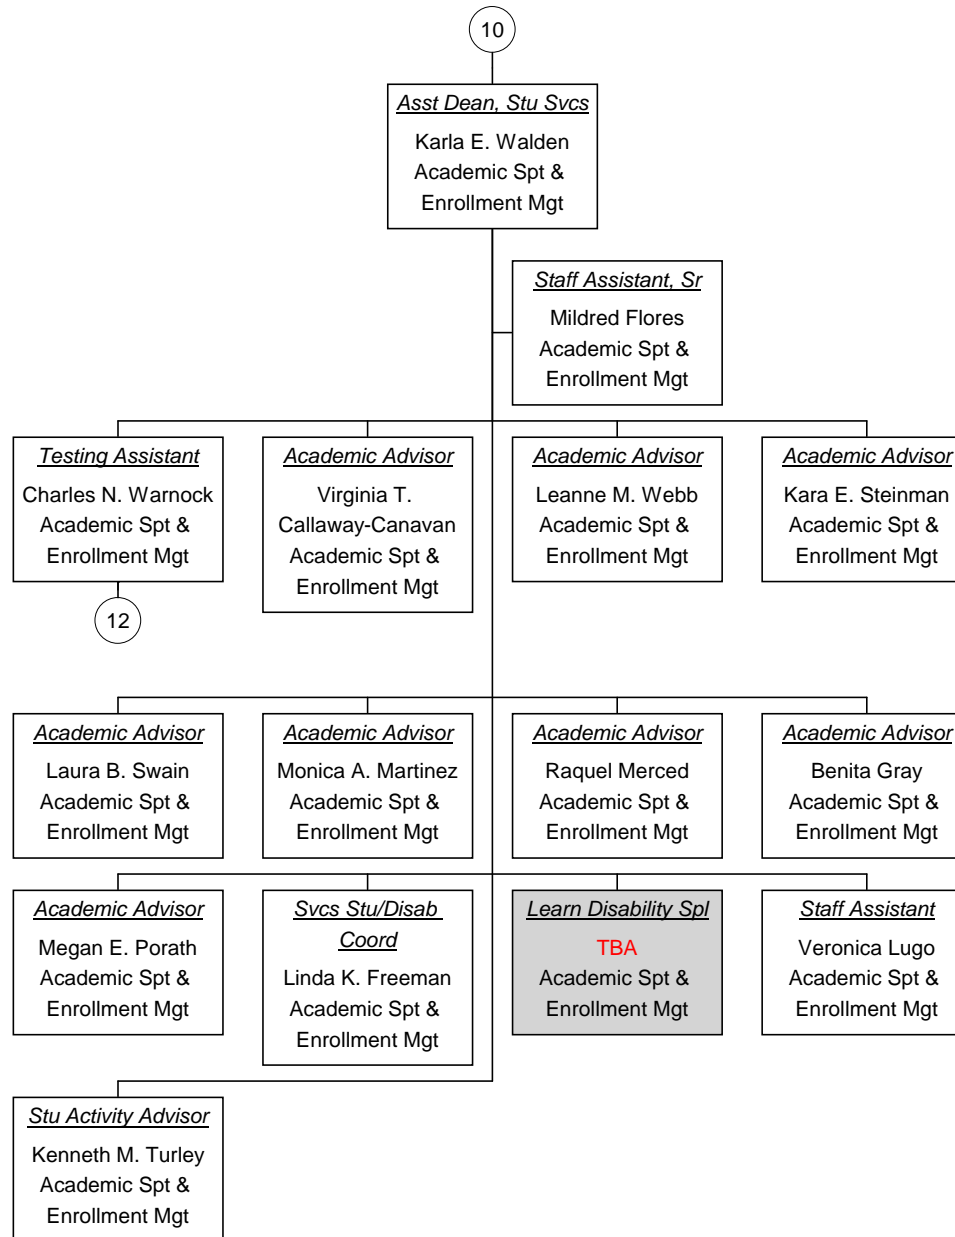 10
Asst Dean, Stu Svcs
Karla E. Walden
Academic Spt &
Enrollment Mgt
Staff Assistant, Sr
Mildred Flores
Academic Spt &
Enrollment Mgt
Testing Assistant
Charles N. Warnock
Academic Spt &
Enrollment Mgt
12
Academic Advisor
Virginia T.
Callaway-Canavan
Academic Spt &
Enrollment Mgt
Academic Advisor
Leanne M. Webb
Academic Spt &
Enrollment Mgt
Academic Advisor
Kara E. Steinman
Academic Spt &
Enrollment Mgt
Academic Advisor
Laura B. Swain
Academic Spt &
Enrollment Mgt
Academic Advisor
Monica A. Martinez
Academic Spt &
Enrollment Mgt
Academic Advisor
Raquel Merced
Academic Spt &
Enrollment Mgt
Academic Advisor
Benita Gray
Academic Spt &
Enrollment Mgt
Academic Advisor
Megan E. Porath
Academic Spt &
Enrollment Mgt
Svcs Stu/Disab
Coord
Linda K. Freeman
Academic Spt &
Enrollment Mgt
Learn Disability Spl
TBA
Academic Spt &
Enrollment Mgt
Staff Assistant
Veronica Lugo
Academic Spt &
Enrollment Mgt
Stu Activity Advisor
Kenneth M. Turley
Academic Spt &
Enrollment Mgt